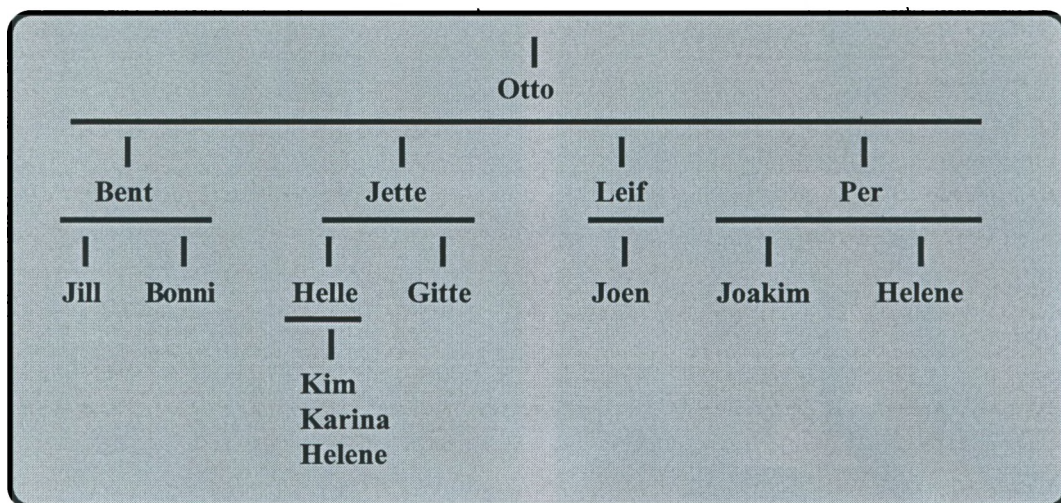 Otto
Bent Jette Leif Per
Jill Bonni Helle Gitte Joen Joakim Helene
Kim
Karina
Helene